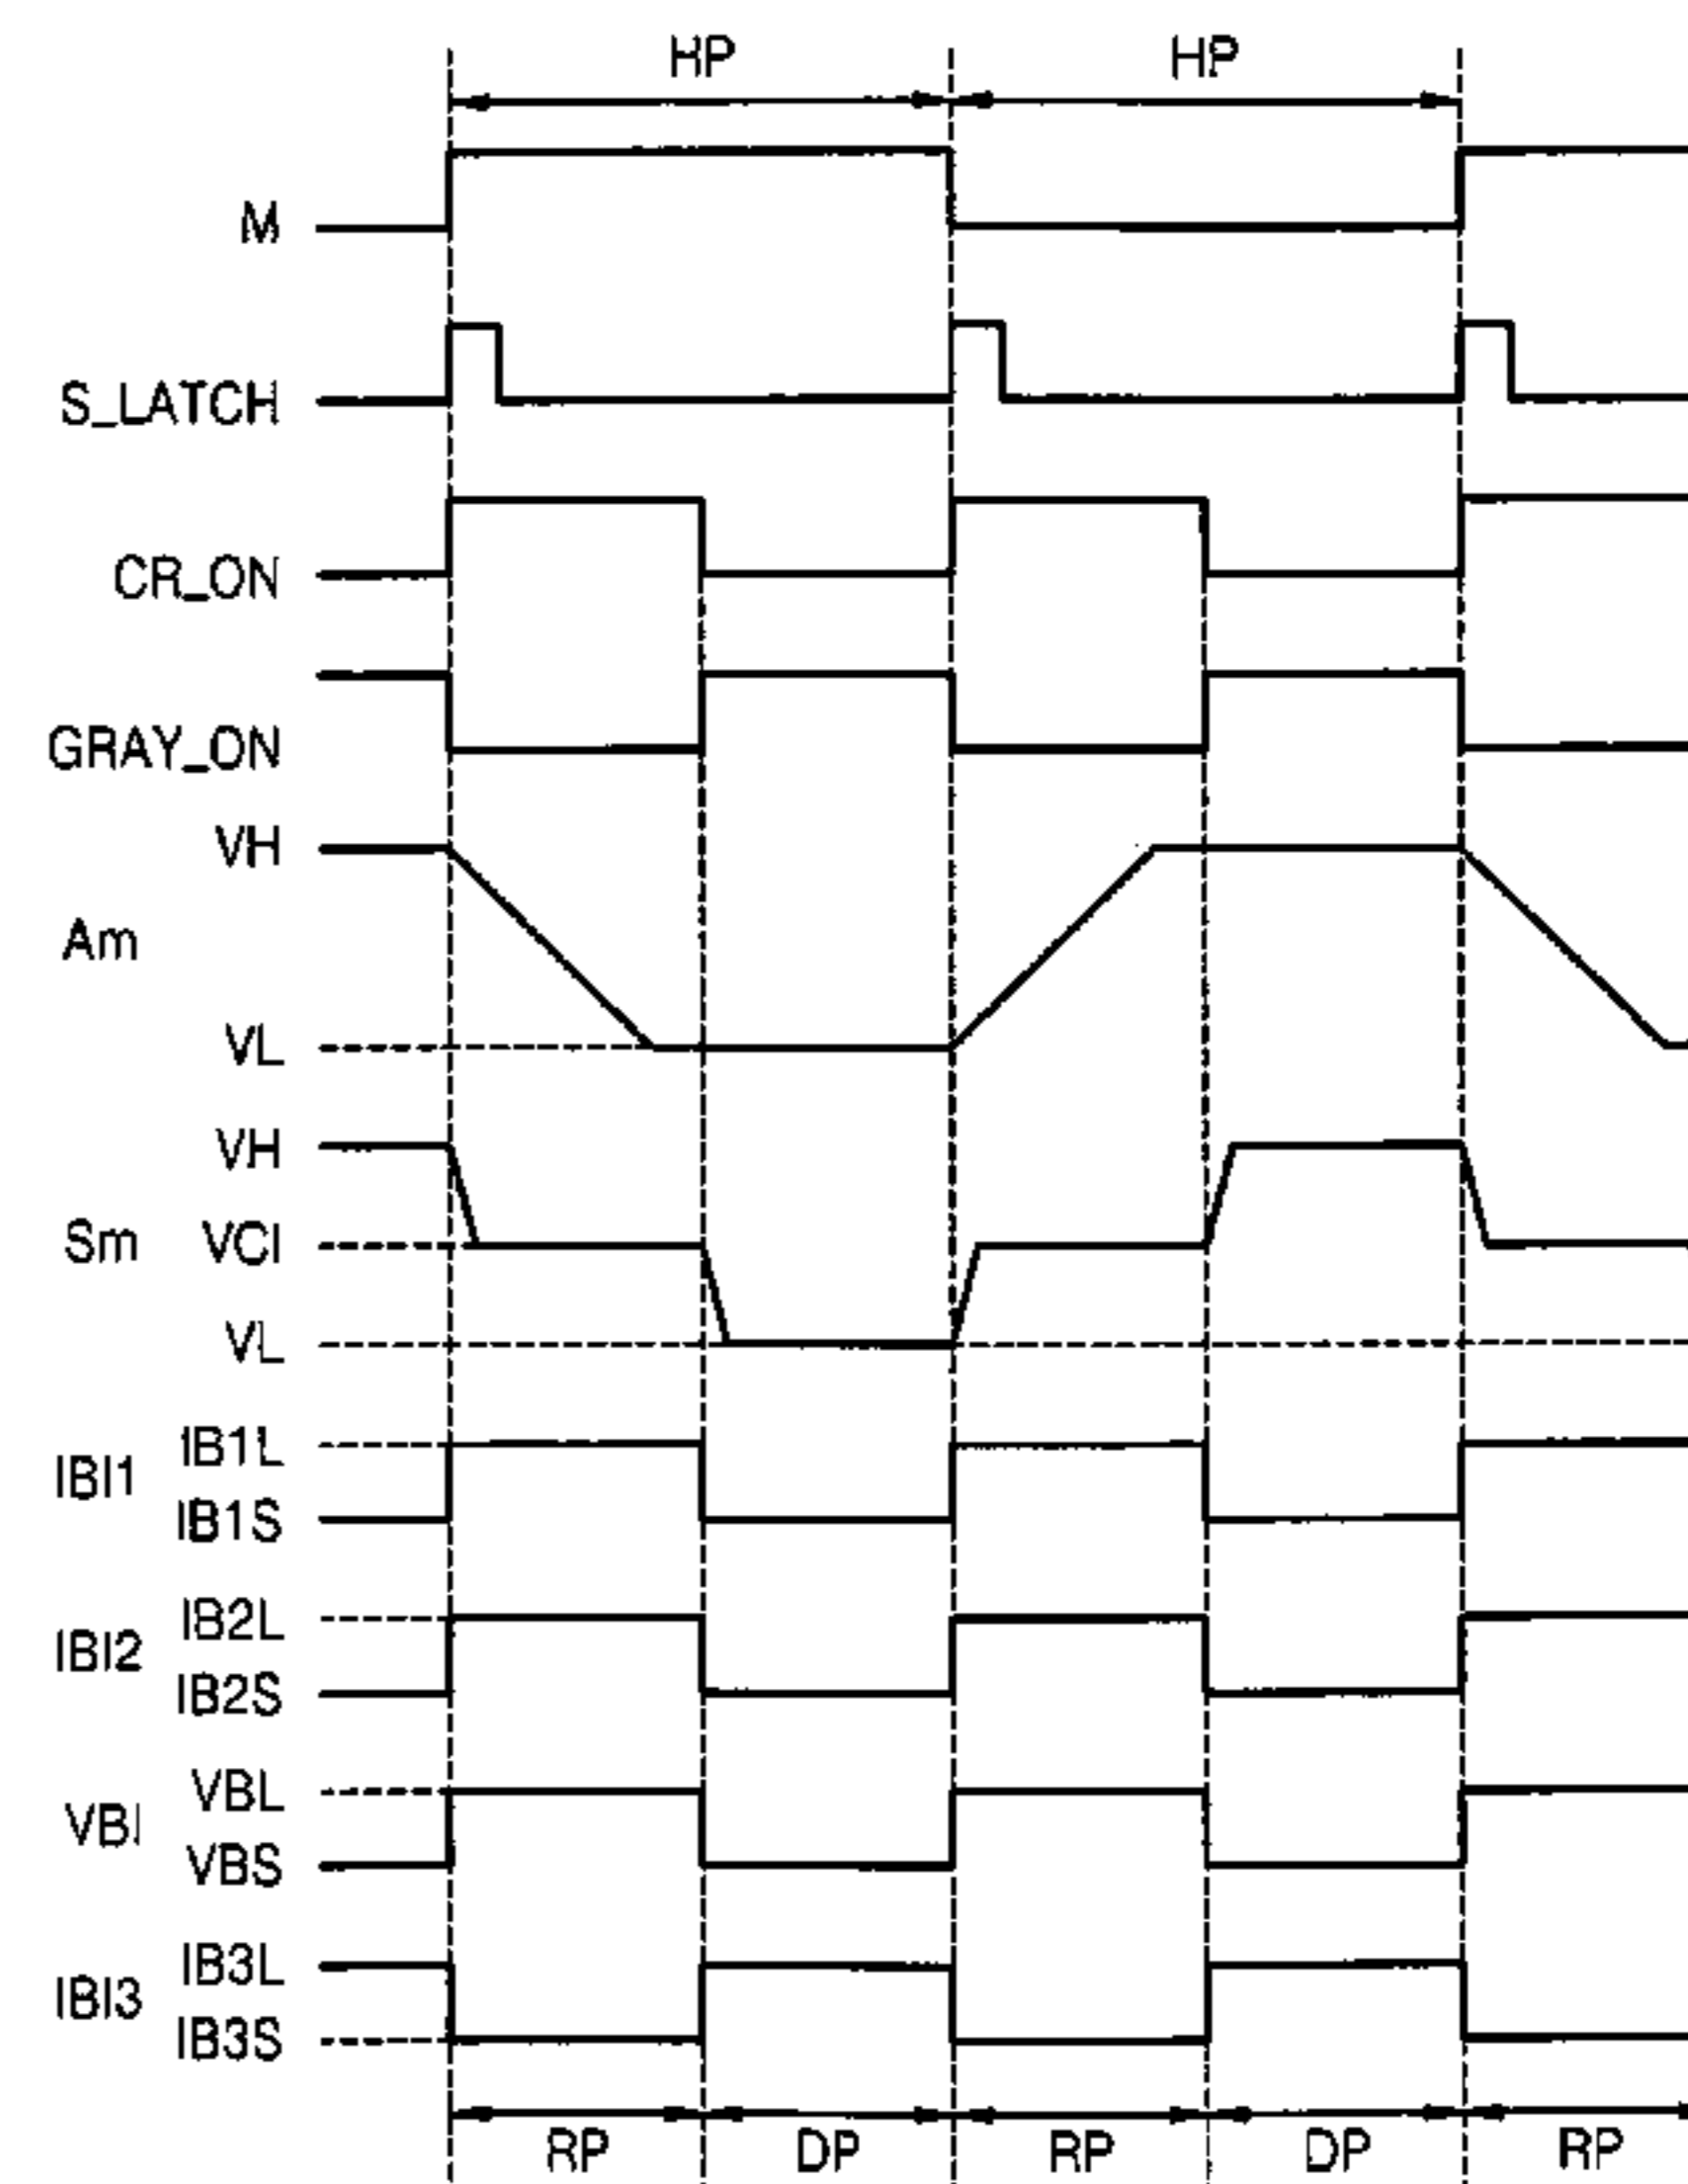 HP HP
M
S_LATCH
CR_ON
GRAY_ON
VH
Am
VL
VH
Sm VCI
VL
IBI1 IB1L
IB1S
IBI2 IB2L
IB2S
VBI VBL
VBS
IBI3 IB3L
IB3S
RP DP RP DP RP